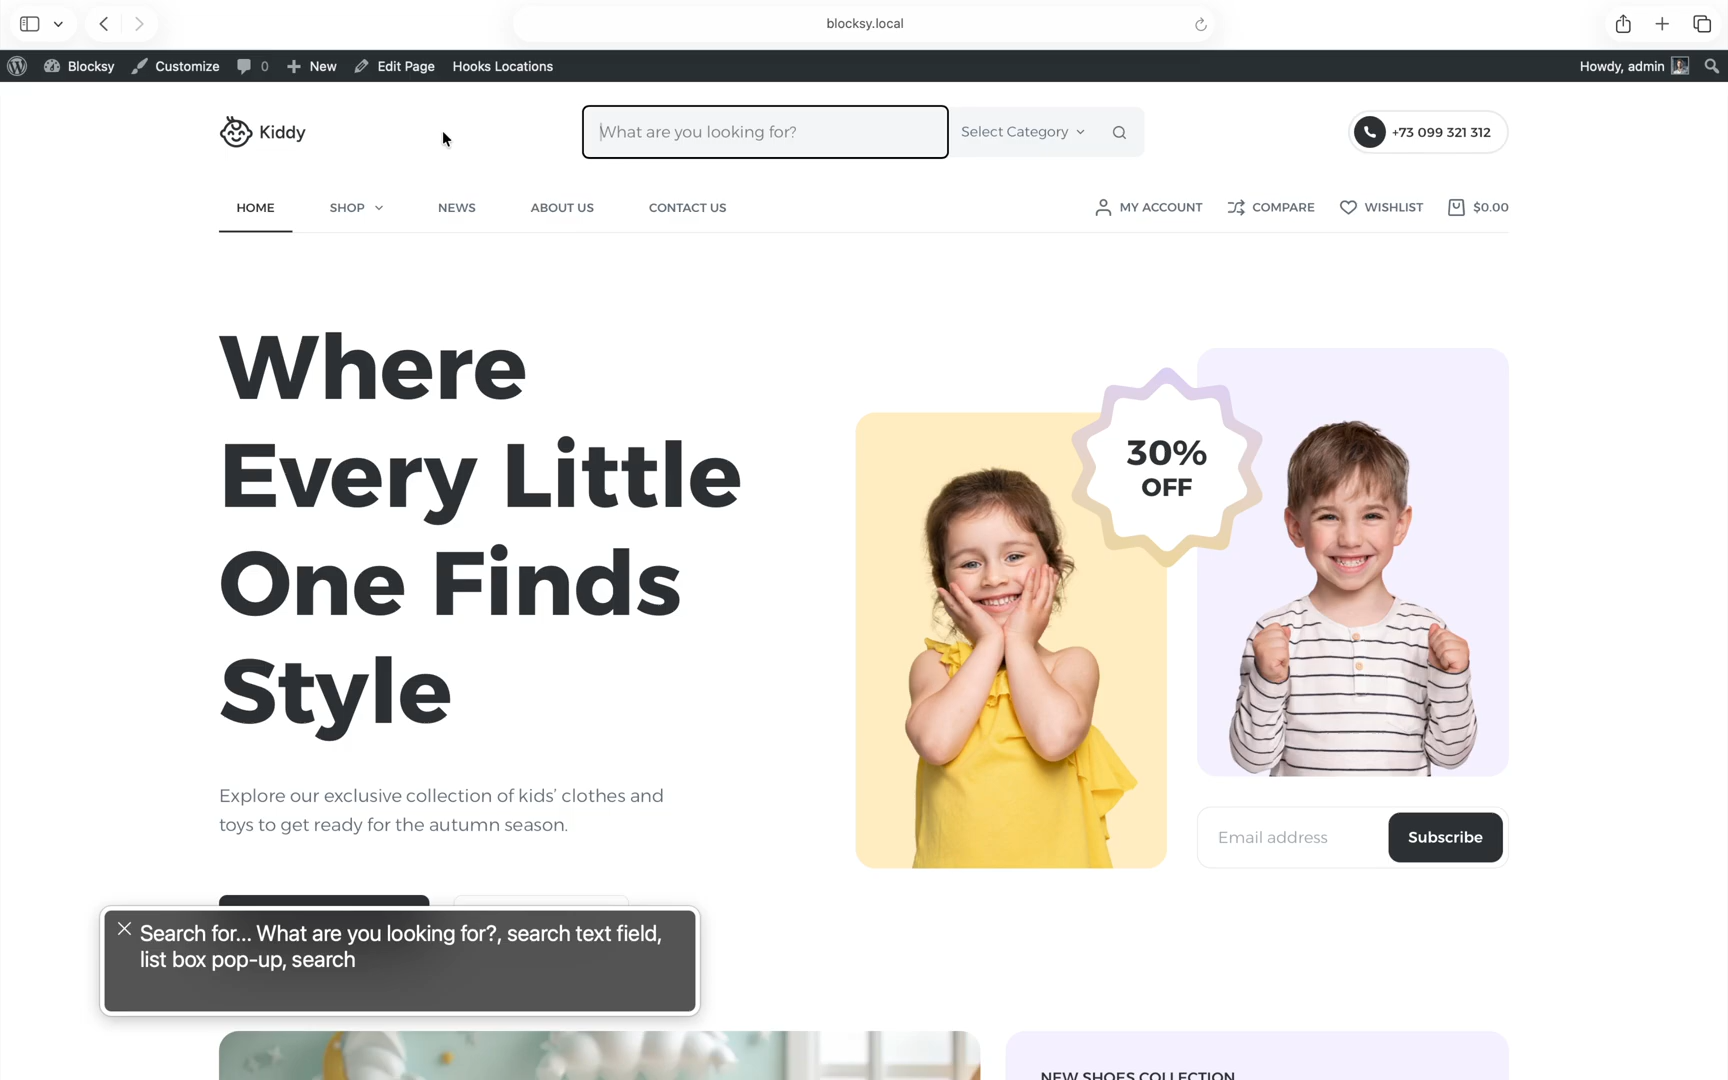 blocksy.local
Blocksy Customize 0 New Edit Page Hooks Locations Howdy, admin
Kiddy
What are you looking for? Select Category
+73 099 321 312
HOME SHOP NEWS ABOUT US CONTACT US
MY ACCOUNT COMPARE WISHLIST $0.00
Where
Every Little
One Finds
Style
30%
OFF
Explore our exclusive collection of kids’ clothes and
toys to get ready for the autumn season.
Email address Subscribe
Search for... What are you looking for?, search text field,
list box pop-up, search
NEW SHOES COLLECTION